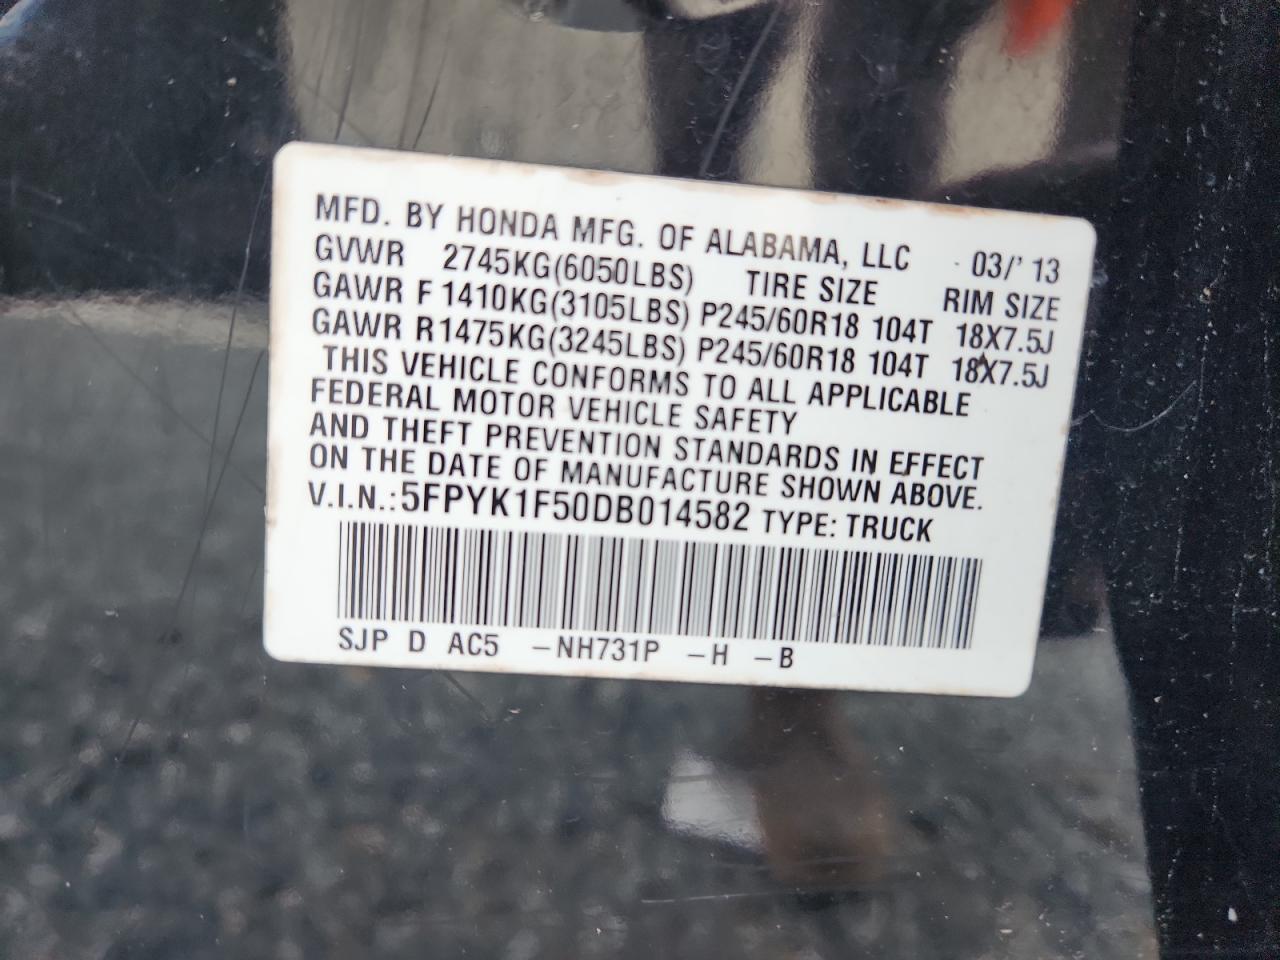 MFD. BY HONDA MFG. OF ALABAMA, LLC 03/' 13
GVWR 2745KG(6050LBS) TIRE SIZE RIM SIZE
GAWR F 1410KG(3105LBS) P245/60R18 104T 18X7.5J
GAWR R 1475KG(3245LBS) P245/60R18 104T 18X7.5J
THIS VEHICLE CONFORMS TO ALL APPLICABLE
FEDERAL MOTOR VEHICLE SAFETY
AND THEFT PREVENTION STANDARDS IN EFFECT
ON THE DATE OF MANUFACTURE SHOWN ABOVE.
V.I.N.:5FPYK1F50DB014582 TYPE: TRUCK
SJP D AC5 -NH731P -H -B